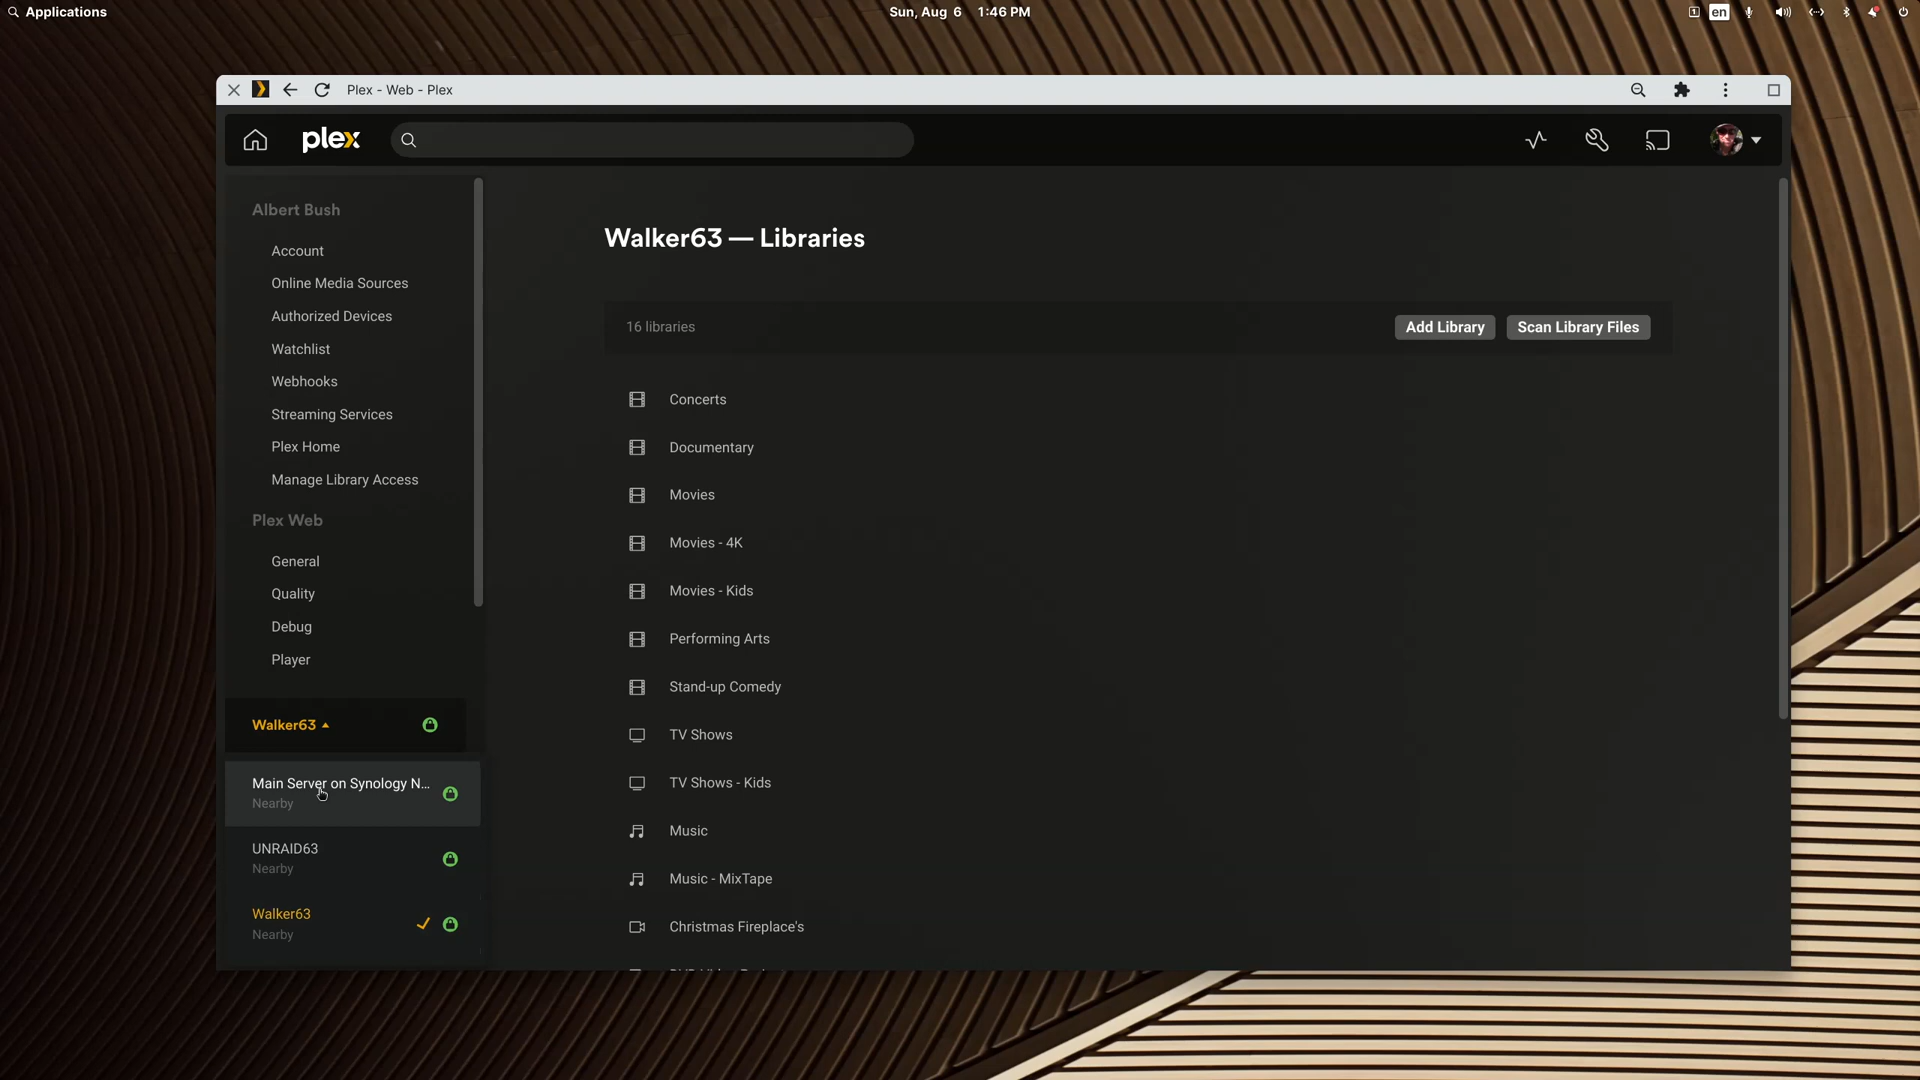 Applications
Sun, Aug 6 1:46 PM
1
en
Plex - Web - Plex
plex
Albert Bush
Account
Online Media Sources
Authorized Devices
Watchlist
Webhooks
Streaming Services
Plex Home
Manage Library Access
Plex Web
General
Quality
Debug
Player
Walker63
Main Server on Synology N...
Nearby
UNRAID63
Nearby
Walker63
Nearby
Walker63 — Libraries
16 libraries
Add Library
Scan Library Files
Concerts
Documentary
Movies
Movies - 4K
Movies - Kids
Performing Arts
Stand-up Comedy
TV Shows
TV Shows - Kids
Music
Music - MixTape
Christmas Fireplace's